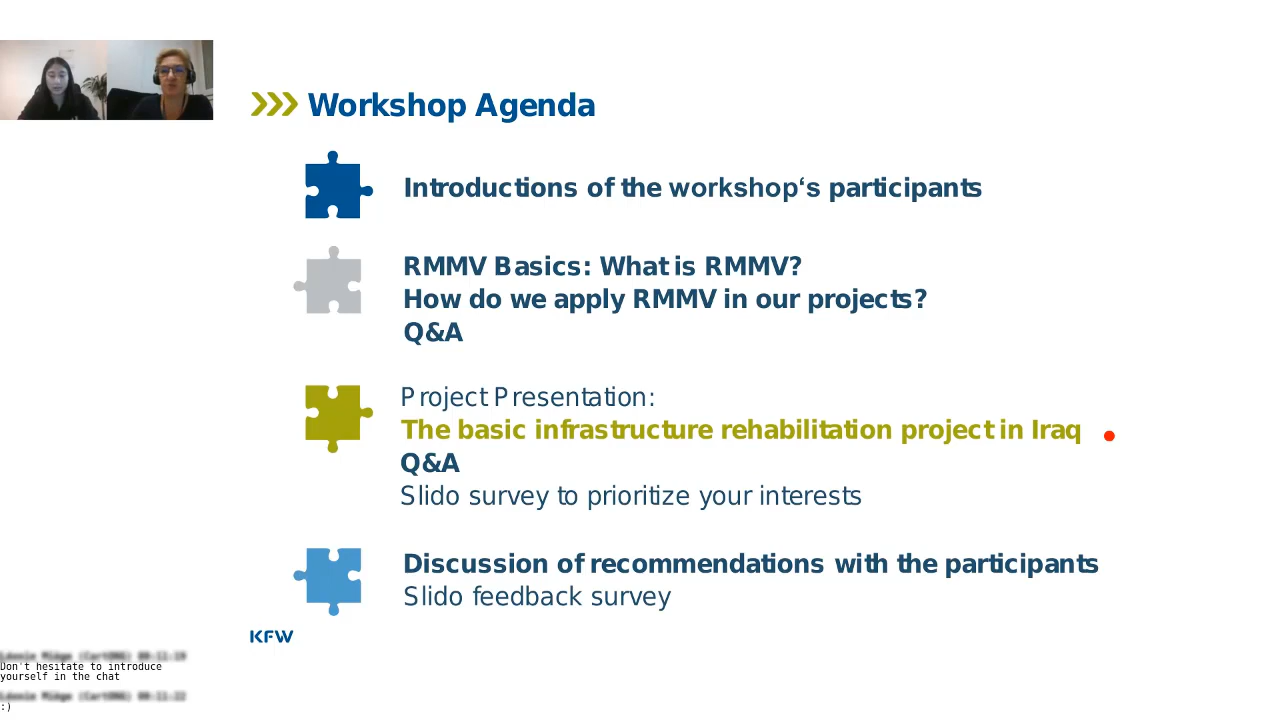 Workshop Agenda
Introductions of the workshop‘s participants
RMMV Basics: What is RMMV?
How do we apply RMMV in our projects?
Q&A
Project Presentation:
The basic infrastructure rehabilitation project in Iraq
Q&A
Slido survey to prioritize your interests
Discussion of recommendations with the participants
Slido feedback survey
KFW
Don't hesitate to introduce
yourself in the chat
:)